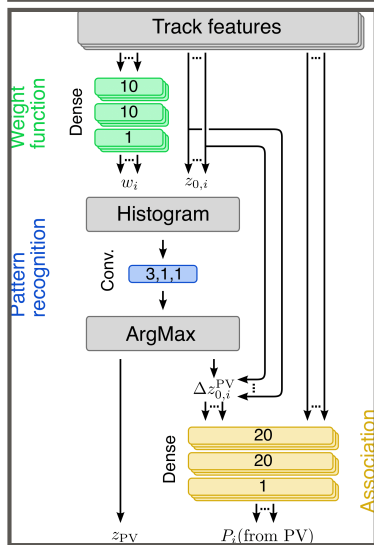 Track features
...
...
...
Weight
function
Dense
10
10
1
...
...
w_i
z_{0,i}
Histogram
Pattern
recognition
Conv.
3,1,1
ArgMax
Δz_{0,i}^{PV}
...
...
...
Association
Dense
20
20
1
...
z_{PV}
P_i(from PV)